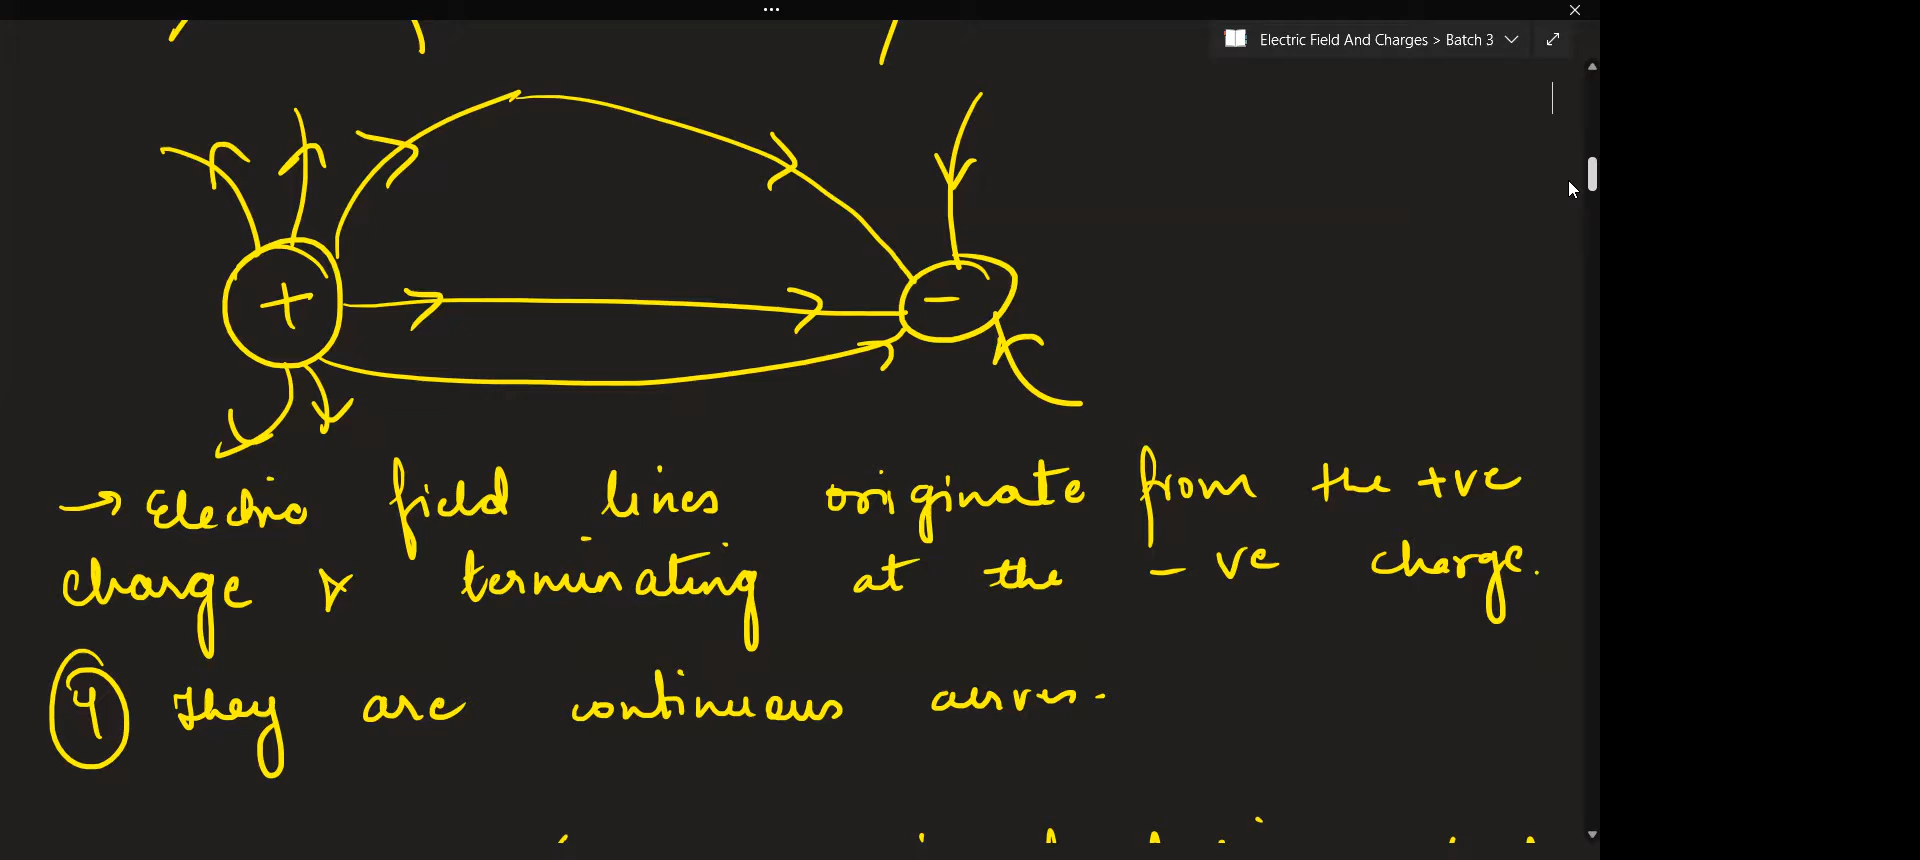 Electric Field And Charges > Batch 3
+
-
→ Electric field lines originate from the +ve
charge & terminating at the -ve charge.
4 They are continuous curves.